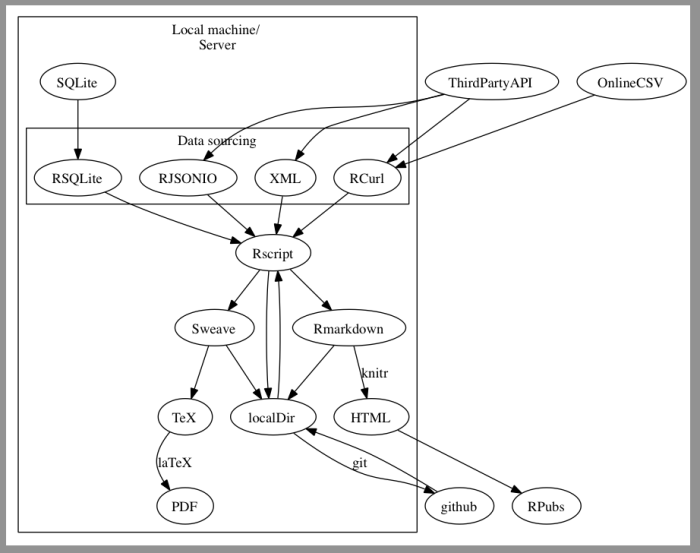 Local machine/
Server
SQLite
ThirdPartyAPI
OnlineCSV
Data sourcing
RSQLite
RJSONIO
XML
RCurl
Rscript
Sweave
Rmarkdown
knitr
TeX
localDir
HTML
laTeX
git
PDF
github
RPubs